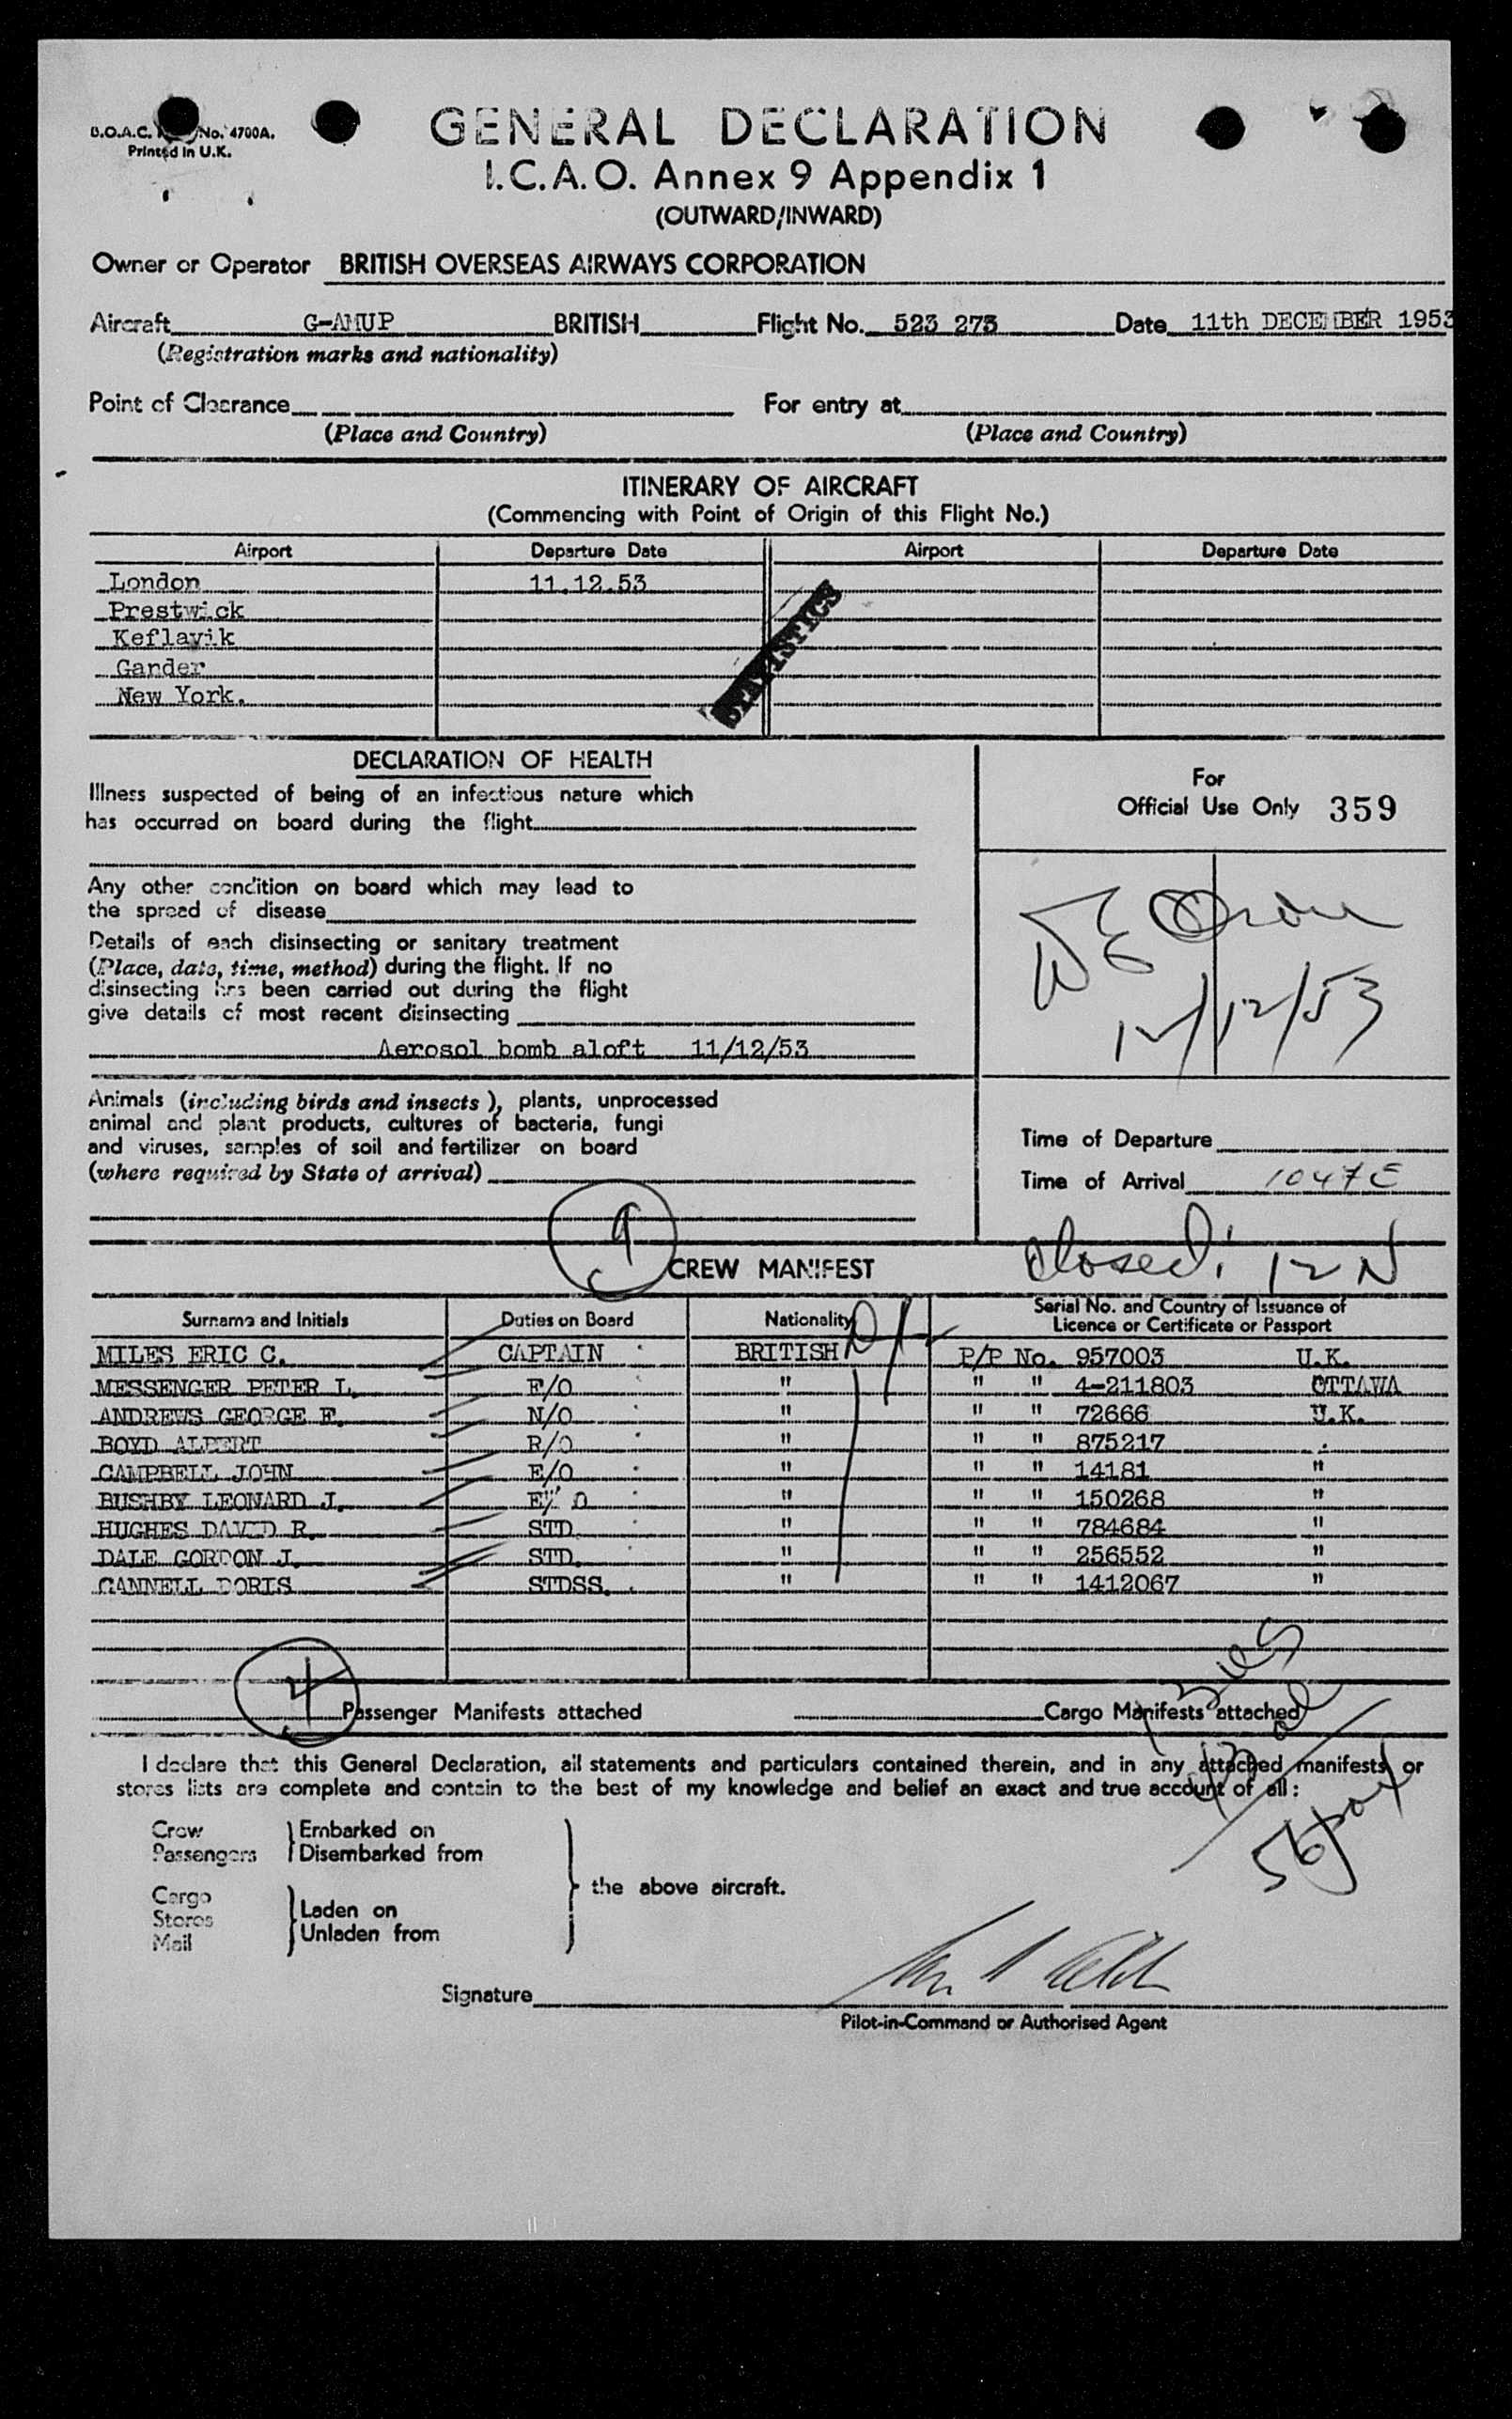 B.O.A.C. No. 4700A.
Printed in U.K.
GENERAL DECLARATION
I.C.A.O. Annex 9 Appendix 1
(OUTWARD/INWARD)
Owner or Operator BRITISH OVERSEAS AIRWAYS CORPORATION
Aircraft G-AMUP BRITISH Flight No. 523 273 Date 11th DECEMBER 1953
(Registration marks and nationality)
Point of Clearance For entry at
(Place and Country) (Place and Country)
ITINERARY OF AIRCRAFT
(Commencing with Point of Origin of this Flight No.)
Airport Departure Date Airport Departure Date
London 11.12.53
Prestwick
Keflavik
Gander
New York.
STATISTICS
DECLARATION OF HEALTH
Illness suspected of being of an infectious nature which
has occurred on board during the flight
Any other condition on board which may lead to
the spread of disease
Details of each disinsecting or sanitary treatment
(Place, date, time, method) during the flight. If no
disinsecting has been carried out during the flight
give details of most recent disinsecting
Aerosol bomb aloft 11/12/53
Animals (including birds and insects), plants, unprocessed
animal and plant products, cultures of bacteria, fungi
and viruses, samples of soil and fertilizer on board
(where required by State of arrival)
For
Official Use Only 359
12/12/53
Time of Departure
Time of Arrival 1047E
closed: 12 N
9
CREW MANIFEST
Surname and Initials Duties on Board Nationality Serial No. and Country of Issuance of
Licence or Certificate or Passport
MILES ERIC C. CAPTAIN BRITISH P/P No. 957003 U.K.
MESSENGER PETER L. F/O " " " 4-211803 OTTAWA
ANDREWS GEORGE F. N/O " " " 72666 U.K.
BOYD ALBERT R/O " " " 875217 "
CAMPBELL JOHN E/O " " " 14181 "
BUSHBY LEONARD J. E/O " " " 150268 "
HUGHES DAVID R. STD. " " " 784684 "
DALE GORDON J. STD. " " " 256552 "
CANNELL DORIS STDSS. " " " 1412067 "
4
Passenger Manifests attached Cargo Manifests attached
I declare that this General Declaration, all statements and particulars contained therein, and in any attached manifests or
stores lists are complete and contain to the best of my knowledge and belief an exact and true account of all:
56 pax
Crew Embarked on
Passengers Disembarked from
the above aircraft.
Cargo
Stores Laden on
Mail Unladen from
Signature
Pilot-in-Command or Authorised Agent